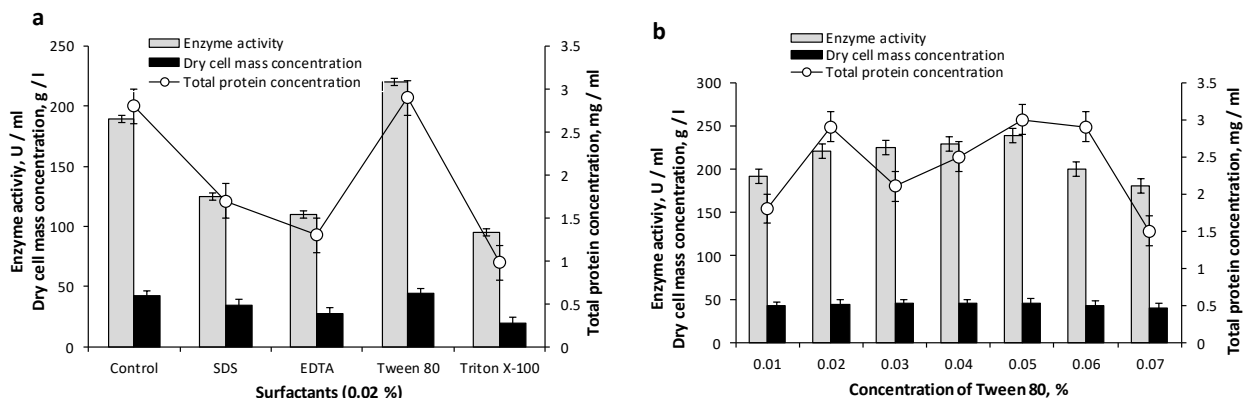 a
Enzyme activity
Dry cell mass concentration
Total protein concentration
250
200
150
100
50
0
Enzyme activity, U / ml
Dry cell mass concentration, g / l
3.5
3
2.5
2
1.5
1
0.5
0
Total protein concentration, mg / ml
Control SDS EDTA Tween 80 Triton X-100
Surfactants (0.02 %)
b
Enzyme activity
Dry cell mass concentration
Total protein concentration
300
250
200
150
100
50
0
Enzyme activiy, U / ml
Dry cell mass concentration, g / l
3.5
3
2.5
2
1.5
1
0.5
0
Total protein concentration, mg / ml
0.01 0.02 0.03 0.04 0.05 0.06 0.07
Concentration of Tween 80, %